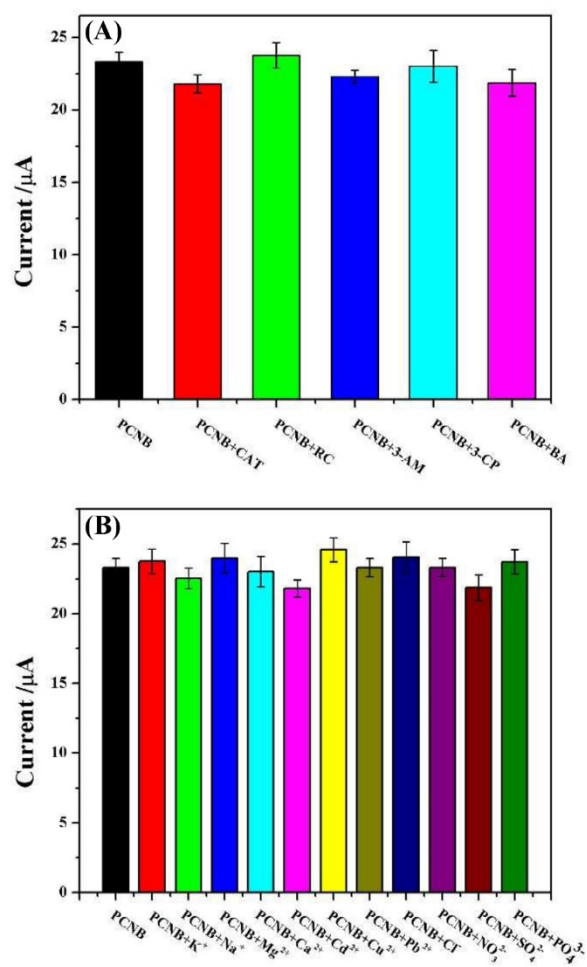 (A)
25
20
15
10
5
0
Current /μA
PCNB
PCNB+CAT
PCNB+RC
PCNB+3-AM
PCNB+3-CP
PCNB+BA
(B)
25
20
15
10
5
0
Current /μA
PCNB
PCNB+K⁺
PCNB+Na⁺
PCNB+Mg²⁺
PCNB+Ca²⁺
PCNB+Cd²⁺
PCNB+Cu²⁺
PCNB+Pb²⁺
PCNB+Cl⁻
PCNB+NO₃²⁻
PCNB+SO₄²⁻
PCNB+PO₄³⁻